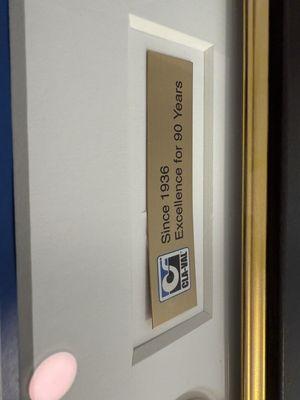 CLA-VAL
Since 1936
Excellence for 90 Years